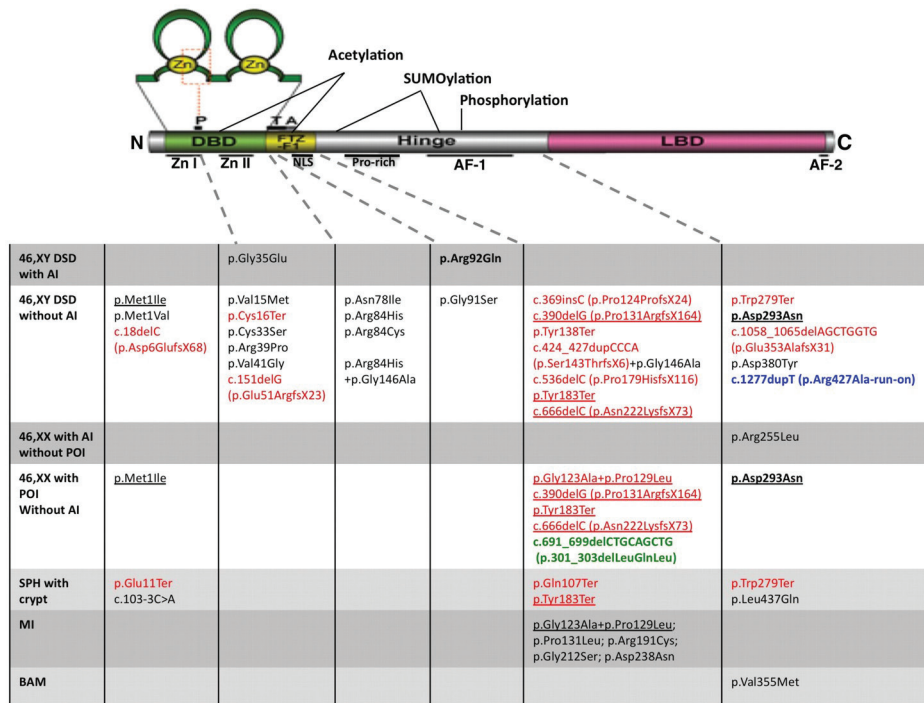 Zn Zn
Acetylation
SUMOylation
Phosphorylation
P T A
N DBD FTZ Hinge LBD C
-F1
Zn I Zn II NLS Pro-rich AF-1 AF-2
46,XY DSD p.Gly35Glu p.Arg92Gln
with AI
46,XY DSD p.Met1Ile p.Val15Met p.Asn78Ile p.Gly91Ser c.369insC (p.Pro124ProfsX24) p.Trp279Ter
without AI p.Met1Val p.Cys16Ter p.Arg84His c.390delG (p.Pro131ArgfsX164) p.Asp293Asn
c.18delC p.Cys33Ser p.Arg84Cys p.Tyr138Ter c.1058_1065delAGCTGGTG
(p.Asp6GlufsX68) p.Arg39Pro c.424_427dupCCCA (p.Glu353AlafsX31)
p.Val41Gly p.Arg84His (p.Ser143ThrfsX6)+p.Gly146Ala p.Asp380Tyr
c.151delG +p.Gly146Ala c.536delC (p.Pro179HisfsX116) c.1277dupT (p.Arg427Ala-run-on)
(p.Glu51ArgfsX23) p.Tyr183Ter
c.666delC (p.Asn222LysfsX73)
46,XX with AI p.Arg255Leu
without POI
46,XX with p.Met1Ile p.Gly123Ala+p.Pro129Leu p.Asp293Asn
POI c.390delG (p.Pro131ArgfsX164)
Without AI p.Tyr183Ter
c.666delC (p.Asn222LysfsX73)
c.691_699delCTGCAGCTG
(p.301_303delLeuGlnLeu)
SPH with p.Glu11Ter p.Gln107Ter p.Trp279Ter
crypt c.103-3C>A p.Tyr183Ter p.Leu437Gln
MI p.Gly123Ala+p.Pro129Leu;
p.Pro131Leu; p.Arg191Cys;
p.Gly212Ser; p.Asp238Asn
BAM p.Val355Met